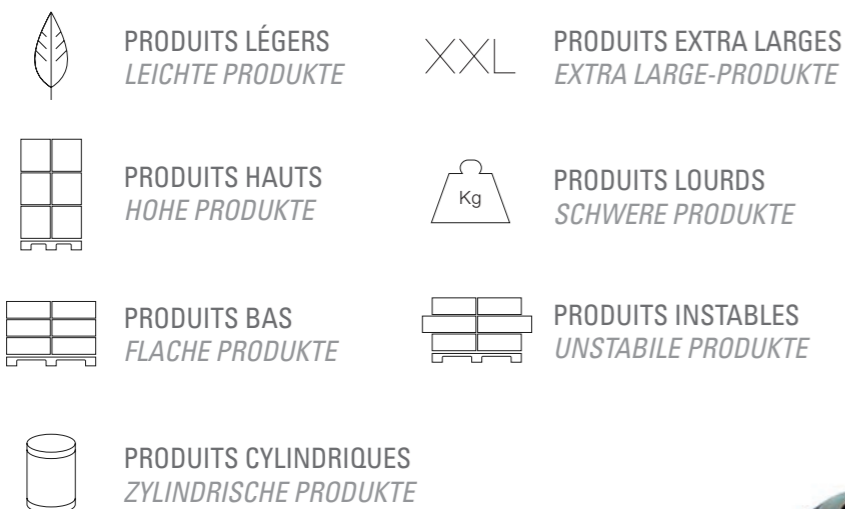 PRODUITS LÉGERS
LEICHTE PRODUKTE
XXL
PRODUITS EXTRA LARGES
EXTRA LARGE-PRODUKTE
PRODUITS HAUTS
HOHE PRODUKTE
Kg
PRODUITS LOURDS
SCHWERE PRODUKTE
PRODUITS BAS
FLACHE PRODUKTE
PRODUITS INSTABLES
UNSTABILE PRODUKTE
PRODUITS CYLINDRIQUES
ZYLINDRISCHE PRODUKTE